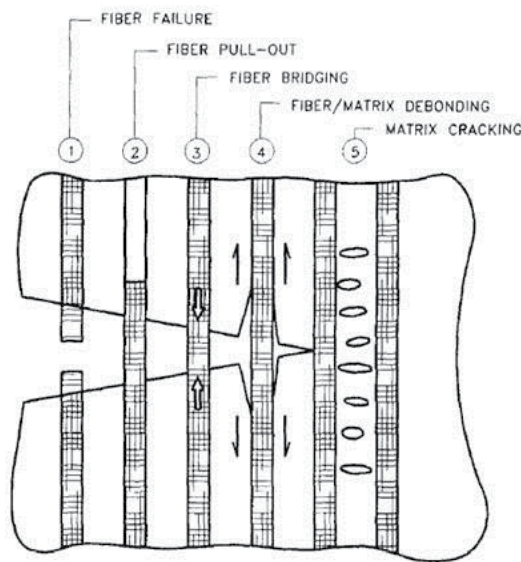 FIBER FAILURE
FIBER PULL-OUT
FIBER BRIDGING
FIBER/MATRIX DEBONDING
MATRIX CRACKING
1 2 3 4 5